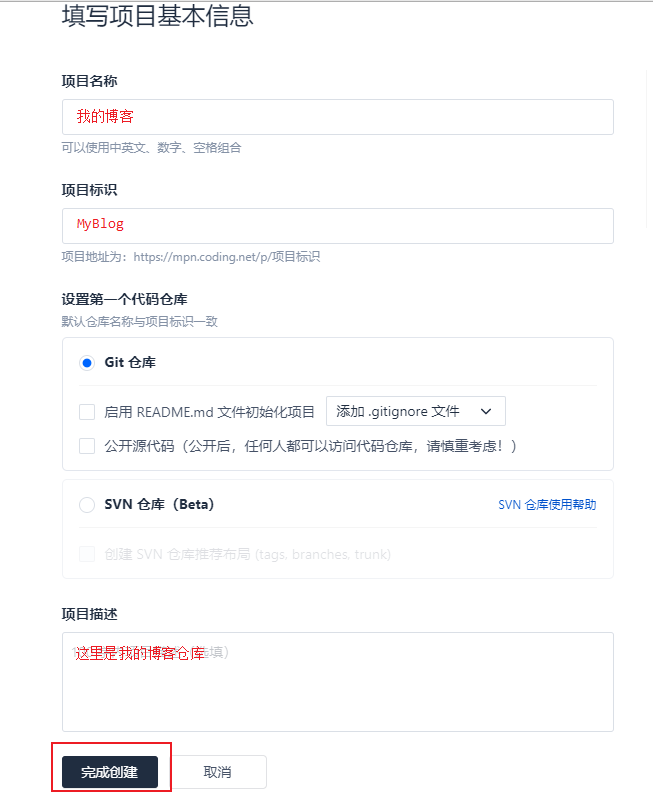 填写项目基本信息
项目名称
我的博客
可以使用中英文、数字、空格组合
项目标识
MyBlog
项目地址为：https://mpn.coding.net/p/项目标识
设置第一个代码仓库
默认仓库名称与项目标识一致
Git 仓库
启用 README.md 文件初始化项目 添加 .gitignore 文件
公开源代码（公开后，任何人都可以访问代码仓库，请慎重考虑！）
SVN 仓库（Beta） SVN 仓库使用帮助
创建 SVN 仓库推荐布局 (tags, branches, trunk)
项目描述
这里是我的博客仓库 选填）
完成创建 取消